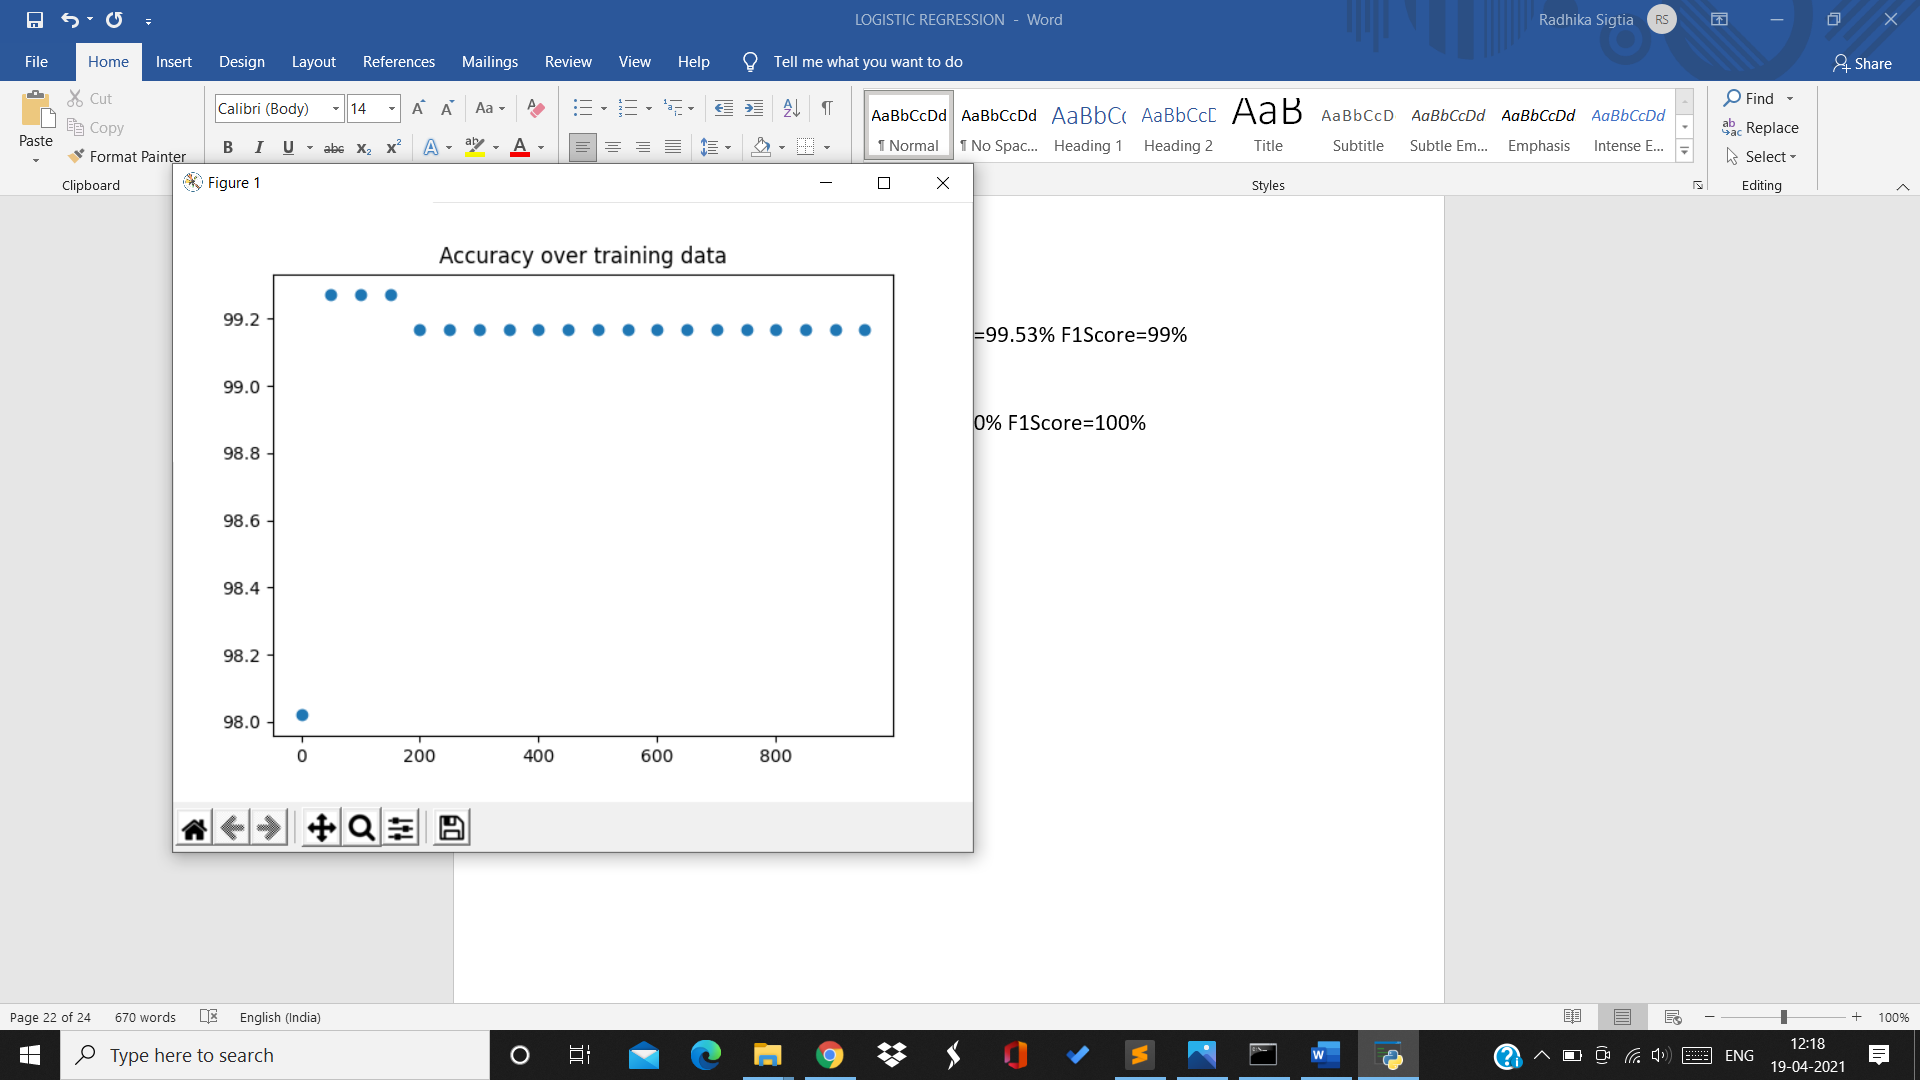 LOGISTIC REGRESSION - Word
Radhika Sigtia
RS
File Home Insert Design Layout References Mailings Review View Help Tell me what you want to do
Share
Paste
Cut
Copy
Format Painter
Clipboard
Calibri (Body) 14
AaBbCcDd AaBbCcDd AaBbCc AaBbCcD AaB AaBbCcD AaBbCcDd AaBbCcDd AaBbCcDd
¶ Normal ¶ No Spac... Heading 1 Heading 2 Title Subtitle Subtle Em... Emphasis Intense E...
Styles
Find
Replace
Select
Editing
Figure 1
Accuracy over training data
99.2
99.0
98.8
98.6
98.4
98.2
98.0
0 200 400 600 800
=99.53% F1Score=99%
0% F1Score=100%
Page 22 of 24 670 words English (India)
100%
Type here to search
ENG
12:18
19-04-2021